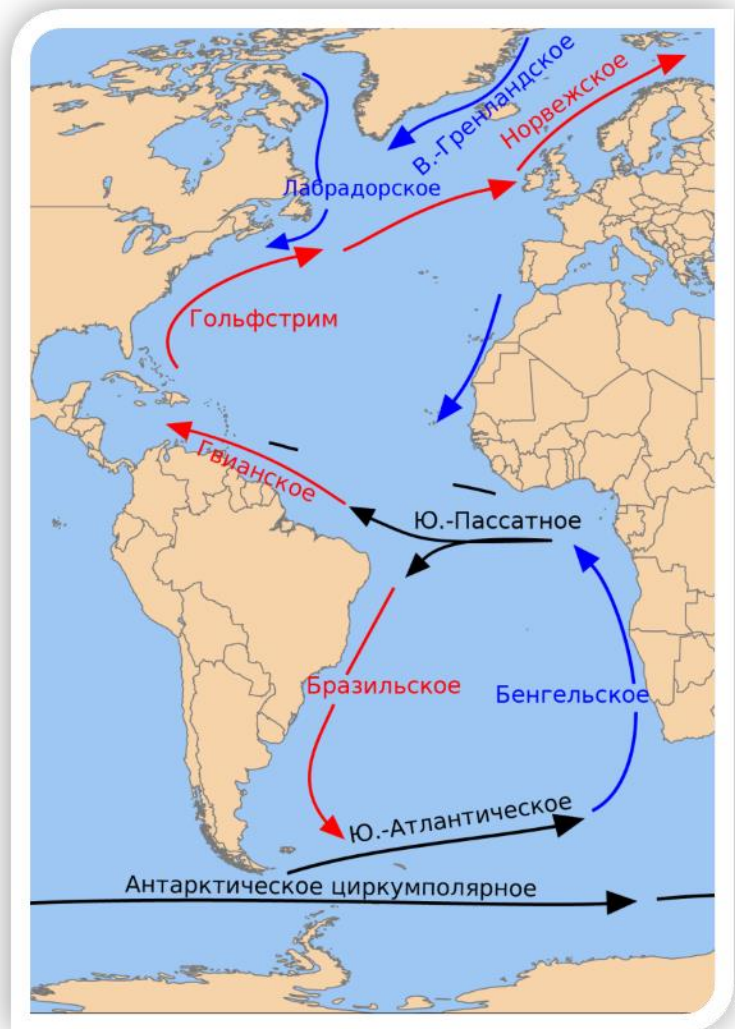 В.-Гренландское
Норвежское
Лабрадорское
Гольфстрим
Гвианское
Ю.-Пассатное
Бразильское
Бенгельское
Ю.-Атлантическое
Антарктическое циркумполярное